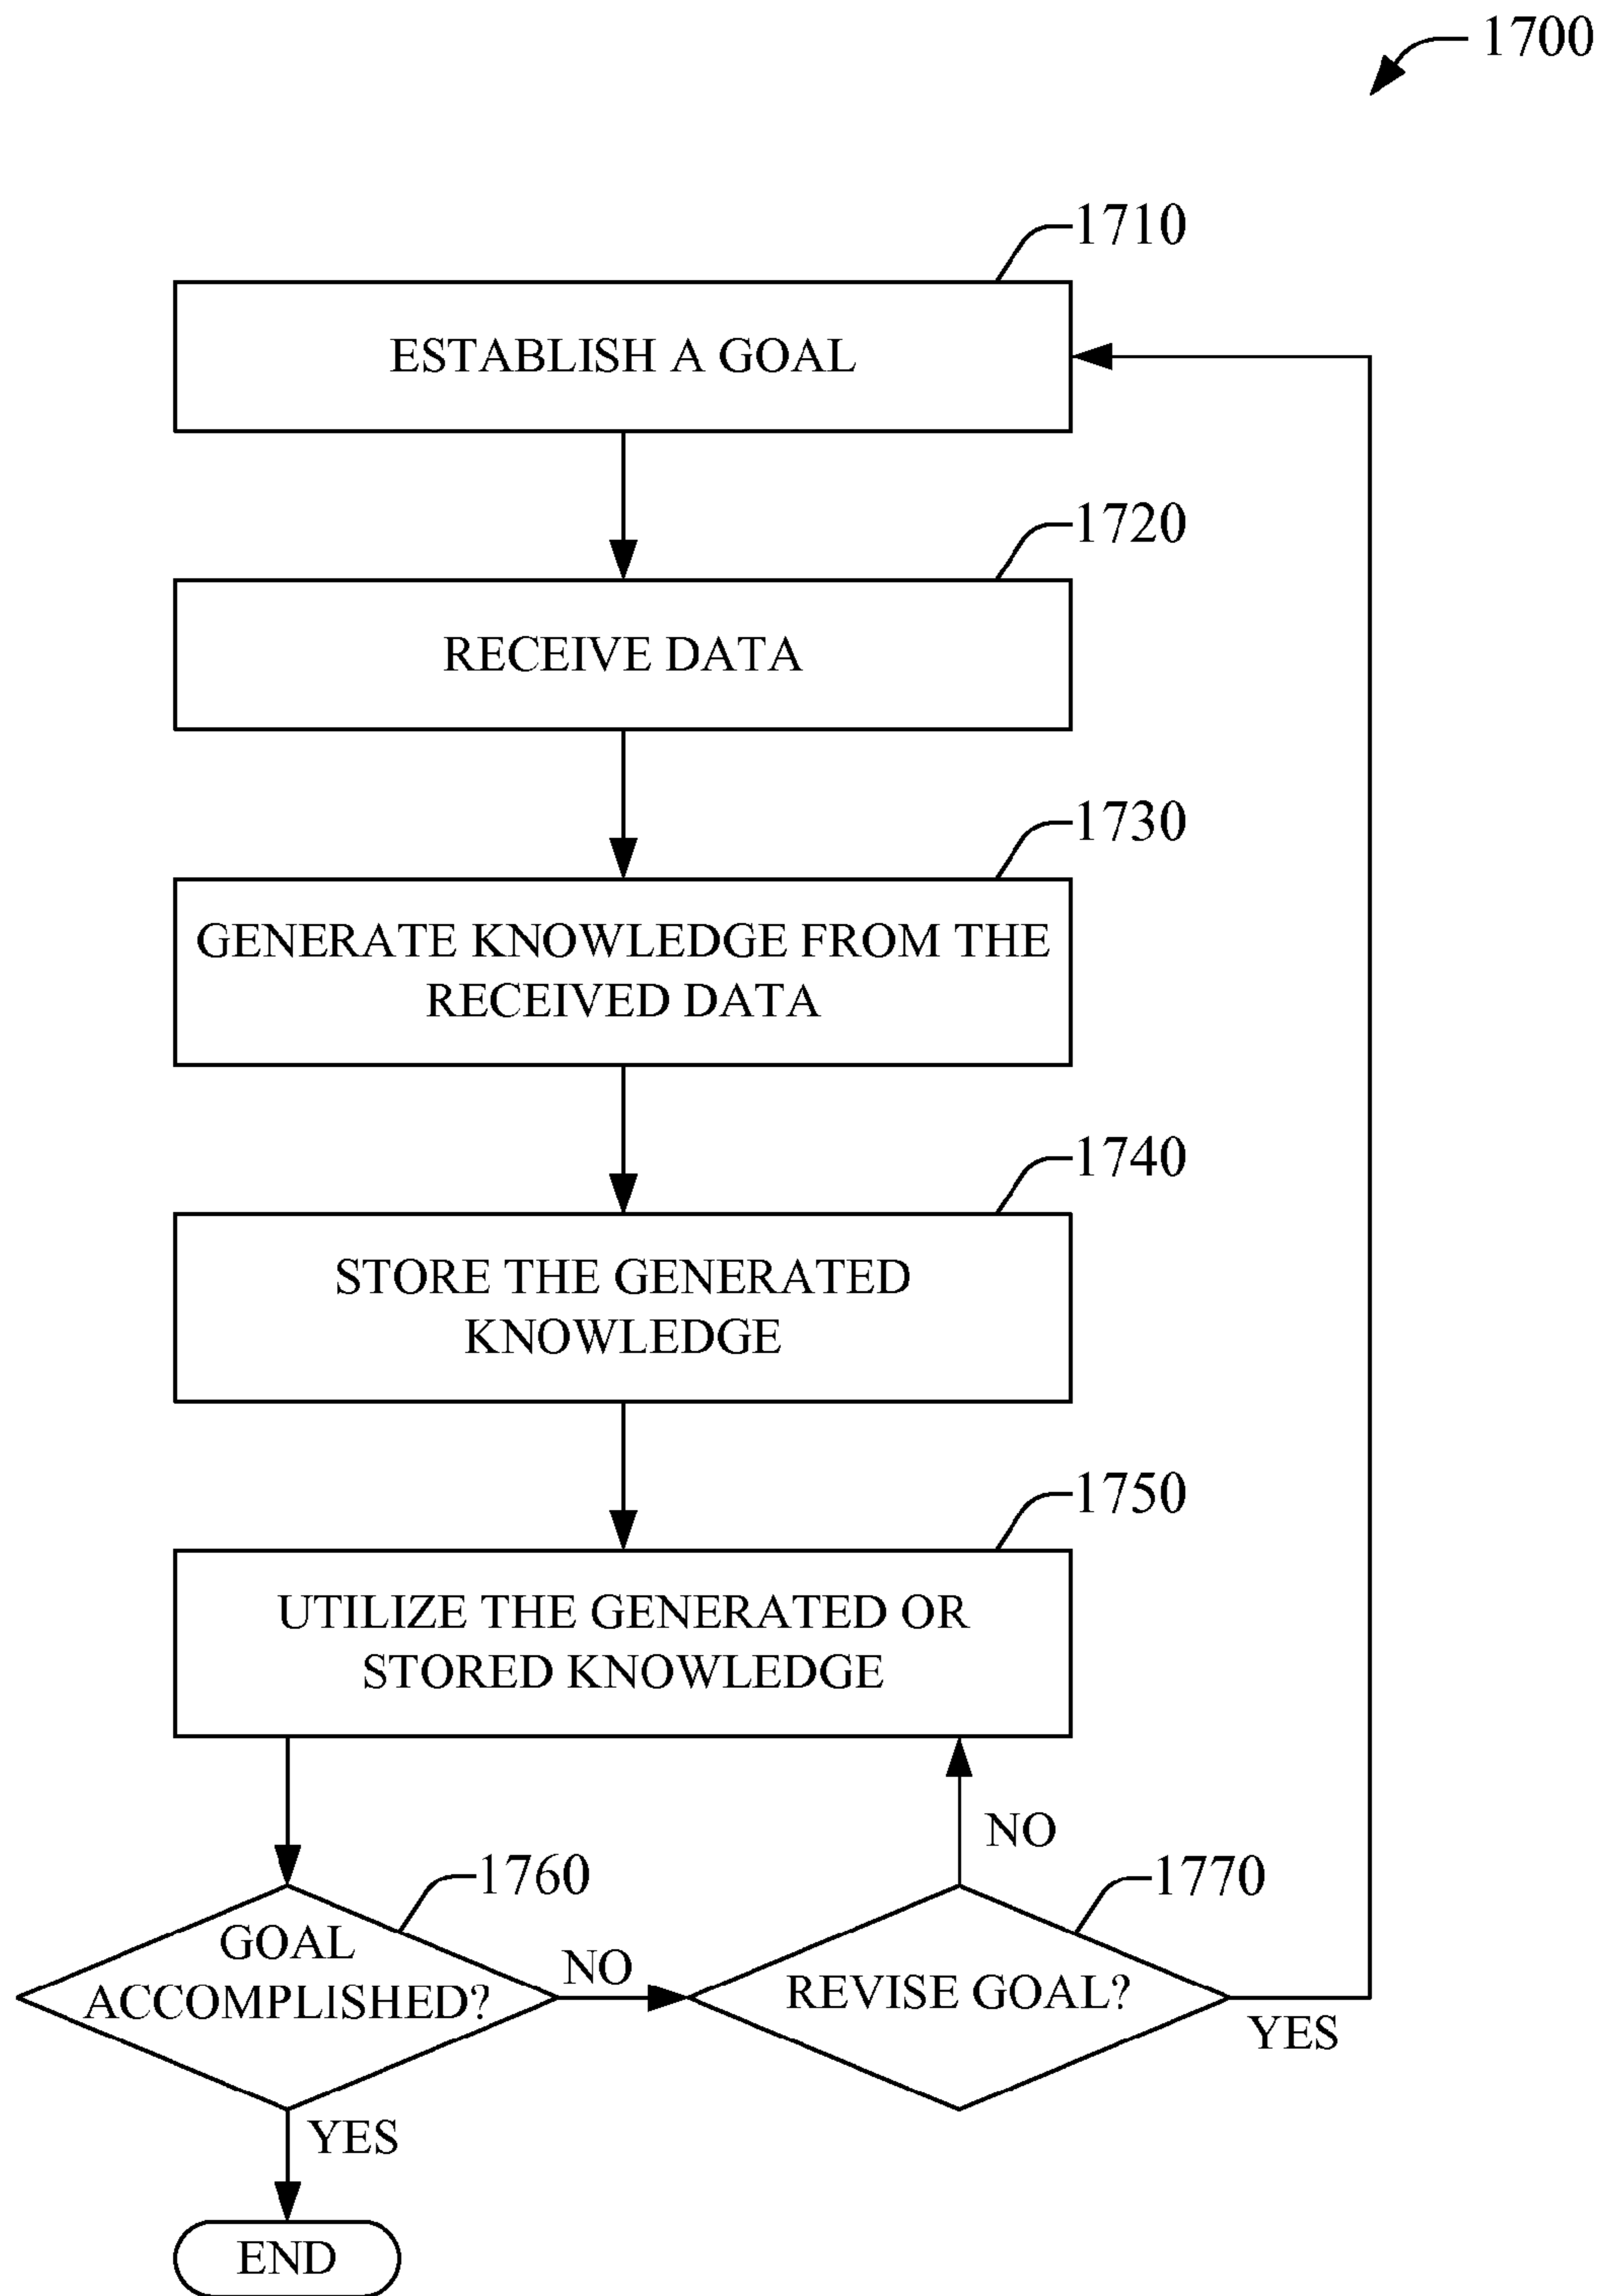 1700
1710
ESTABLISH A GOAL
1720
RECEIVE DATA
1730
GENERATE KNOWLEDGE FROM THE
RECEIVED DATA
1740
STORE THE GENERATED
KNOWLEDGE
1750
UTILIZE THE GENERATED OR
STORED KNOWLEDGE
NO
1760
1770
GOAL
ACCOMPLISHED?
NO
REVISE GOAL?
YES
YES
END